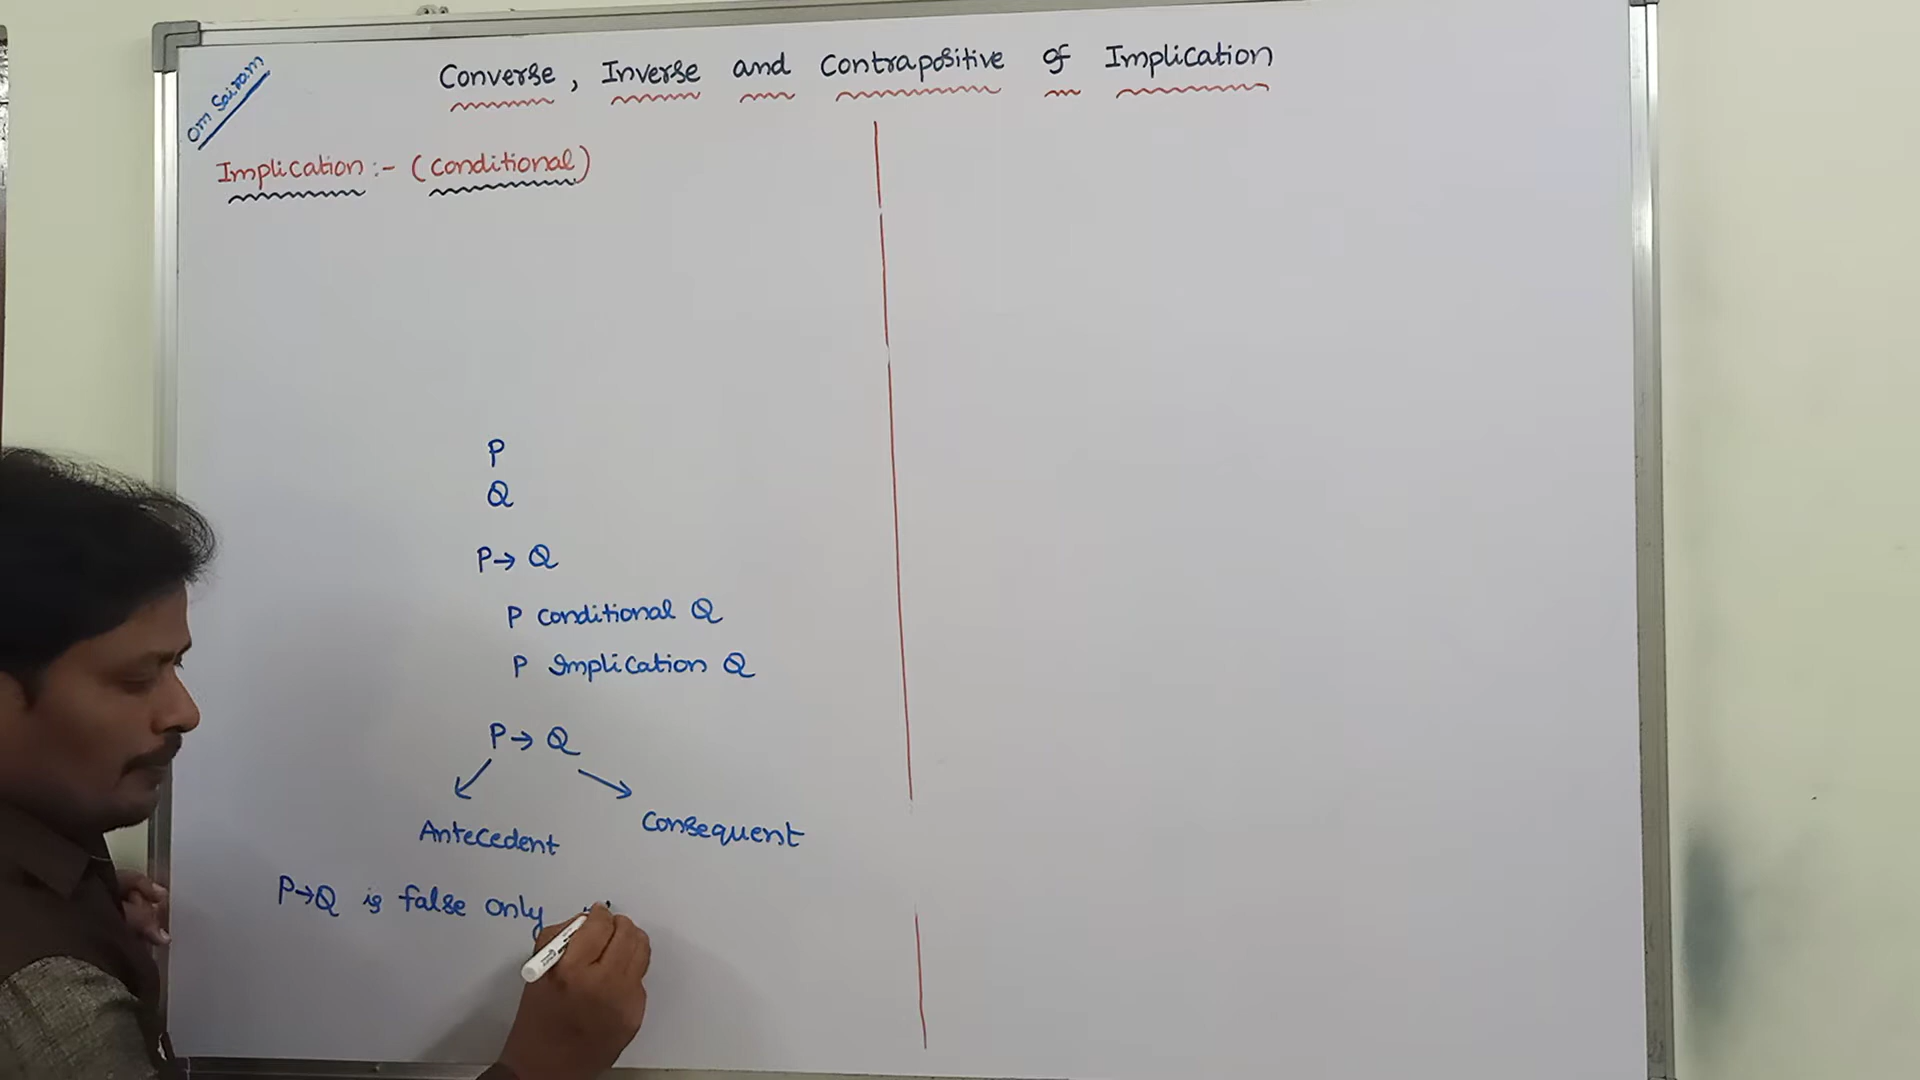 Om Sairam
Converse, Inverse and Contrapositive of Implication
Implication :- (Conditional)
P
Q
P→ Q
P Conditional Q
P Implication Q
P→ Q
Antecedent
Consequent
P→Q is false only